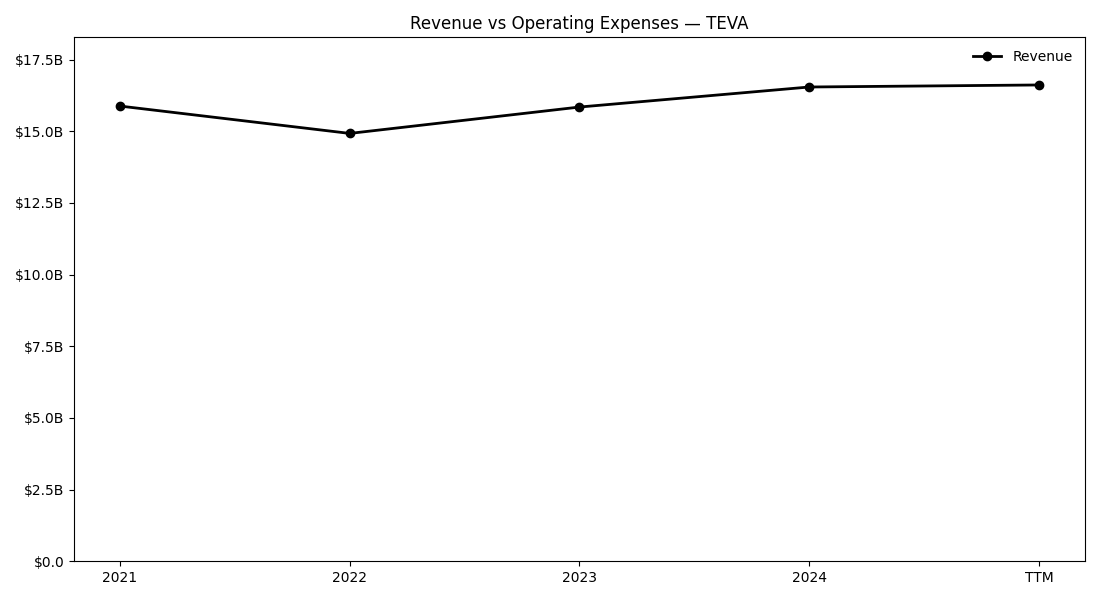 Revenue vs Operating Expenses — TEVA
Revenue
$17.5B
$15.0B
$12.5B
$10.0B
$7.5B
$5.0B
$2.5B
$0.0
2021 2022 2023 2024 TTM